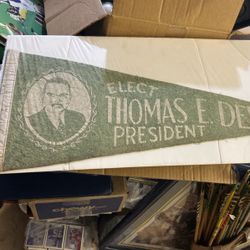 ELECT
THOMAS E. DE
PRESIDENT